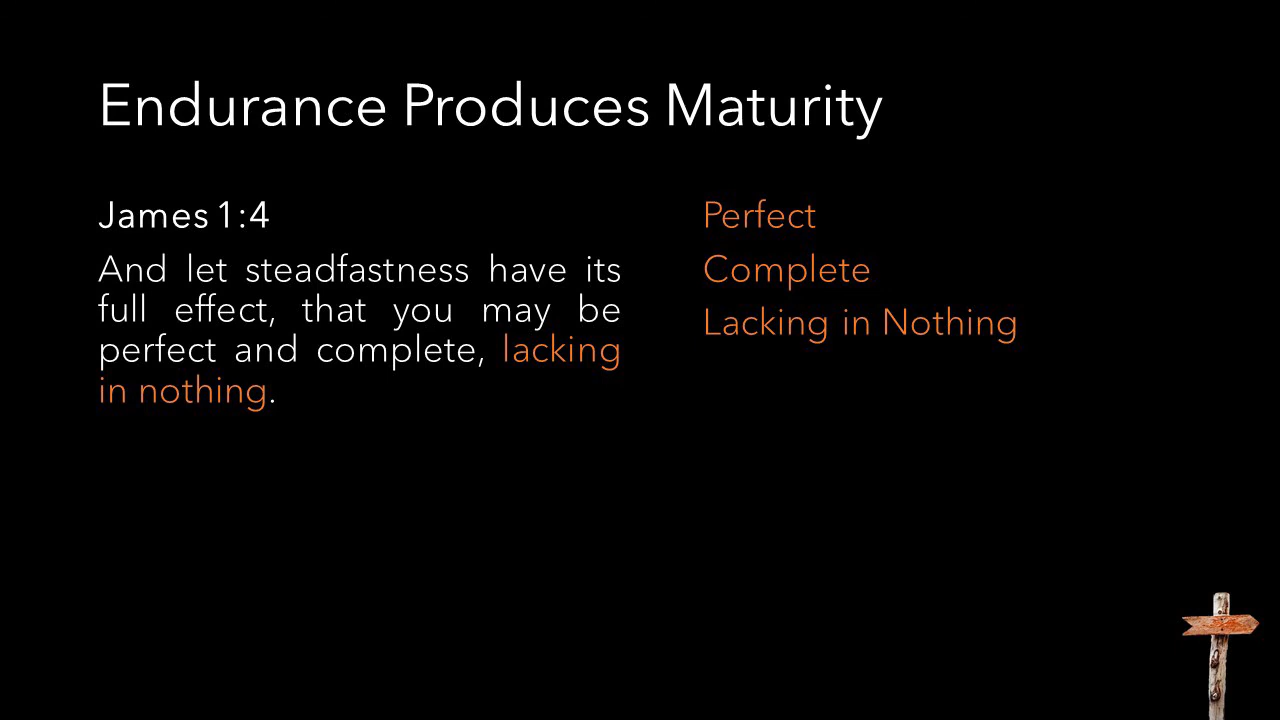 Endurance Produces Maturity
James 1:4
And let steadfastness have its
full effect, that you may be
perfect and complete, lacking
in nothing.
Perfect
Complete
Lacking in Nothing